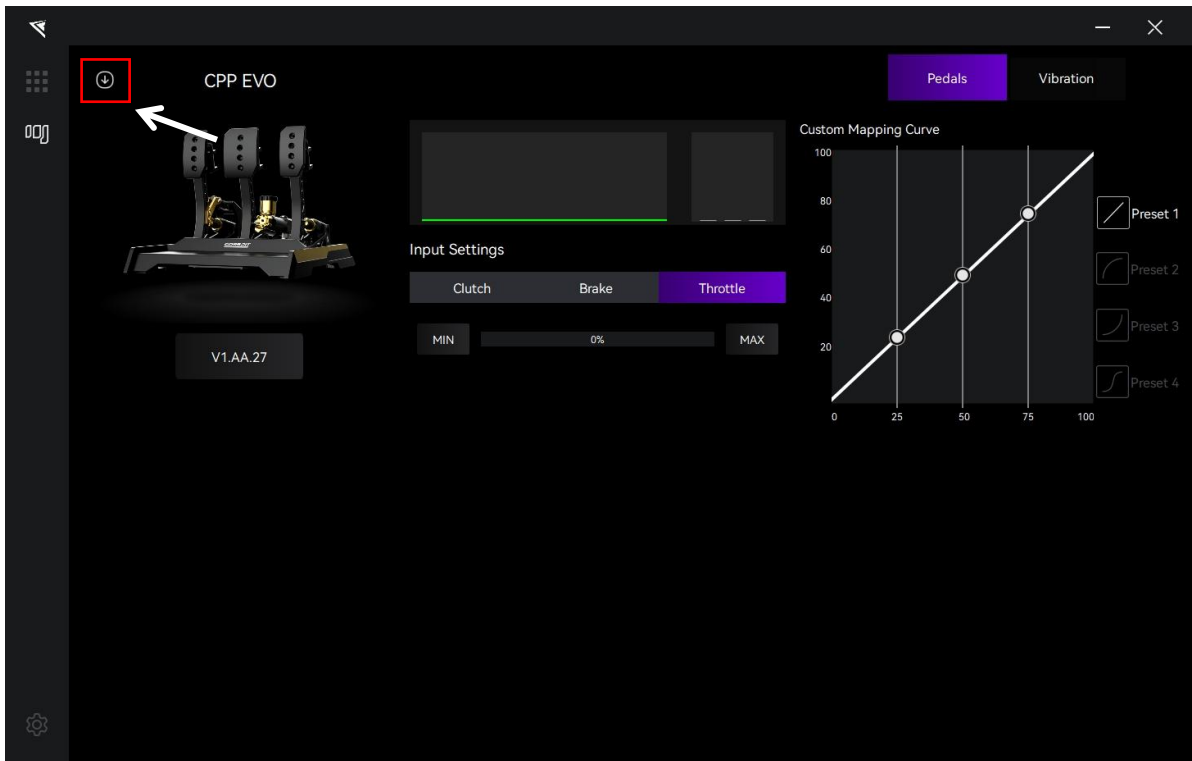 CPP EVO
Pedals
Vibration
Custom Mapping Curve
100
80
60
40
20
0 25 50 75 100
Preset 1
Preset 2
Preset 3
Preset 4
Input Settings
Clutch Brake Throttle
MIN 0% MAX
V1.AA.27